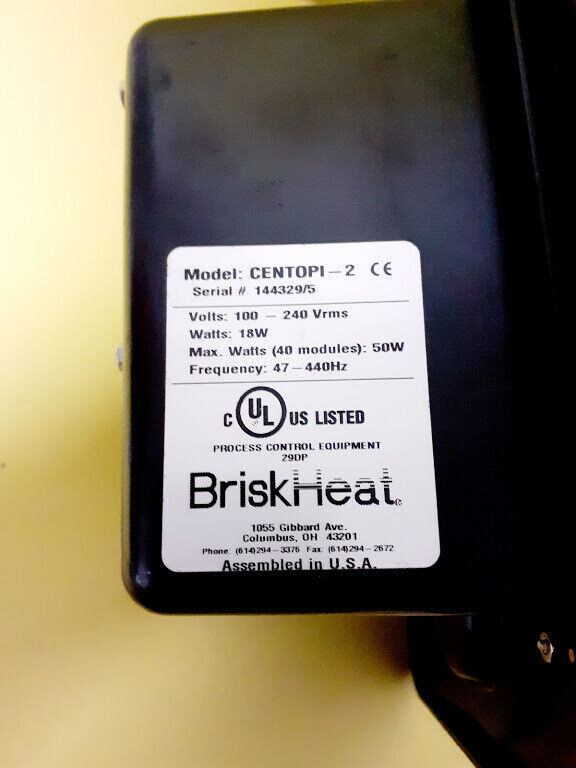 Model: CENTOPI-2 CE
Serial # 144329/5
Volts: 100 - 240 Vrms
Watts: 18W
Max. Watts (40 modules): 50W
Frequency: 47-440Hz
C UL US LISTED
PROCESS CONTROL EQUIPMENT
29DP
BriskHeat
1055 Gibbard Ave.
Columbus, OH 43201
Phone: (614)294-3376 Fax: (614)294-2672
Assembled in U.S.A.